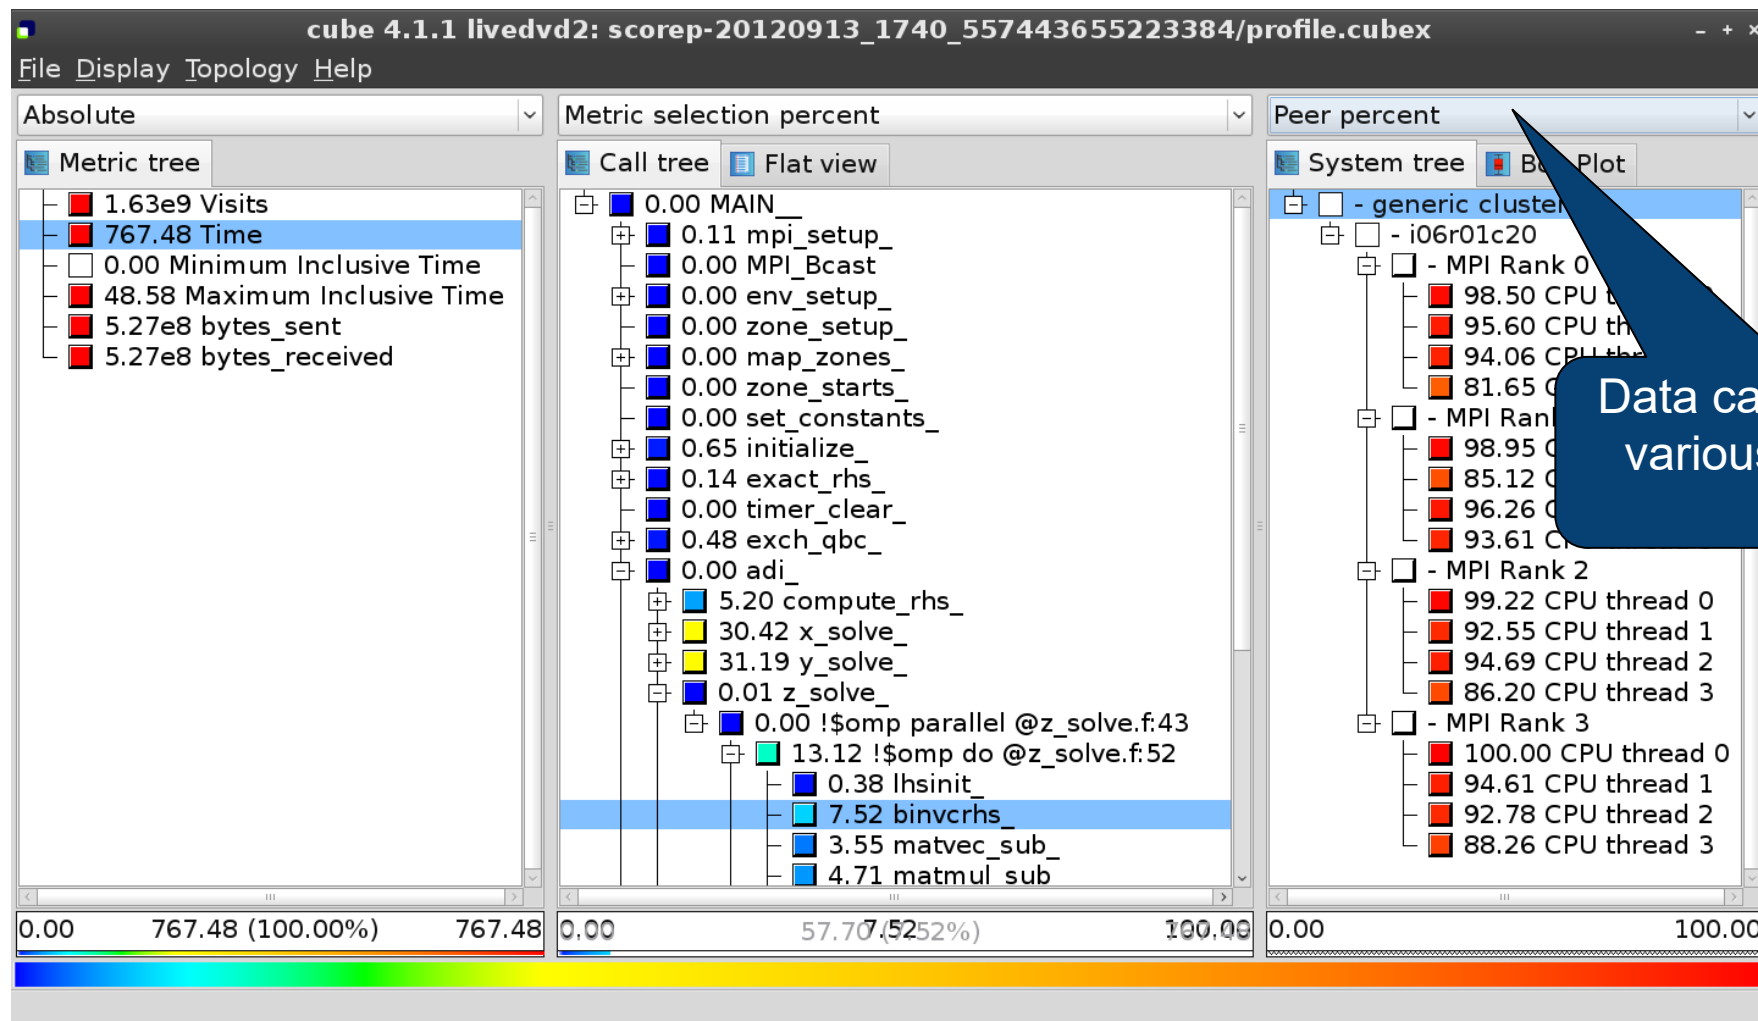 cube 4.1.1 livedvd2: scorep-20120913_1740_557443655223384/profile.cubex
File Display Topology Help
Absolute
Metric tree
1.63e9 Visits
767.48 Time
0.00 Minimum Inclusive Time
48.58 Maximum Inclusive Time
5.27e8 bytes_sent
5.27e8 bytes_received
0.00 767.48 (100.00%) 767.48
Metric selection percent
Call tree Flat view
0.00 MAIN__
0.11 mpi_setup_
0.00 MPI_Bcast
0.00 env_setup_
0.00 zone_setup_
0.00 map_zones_
0.00 zone_starts_
0.00 set_constants_
0.65 initialize_
0.14 exact_rhs_
0.00 timer_clear_
0.48 exch_qbc_
0.00 adi_
5.20 compute_rhs_
30.42 x_solve_
31.19 y_solve_
0.01 z_solve_
0.00 !$omp parallel @z_solve.f:43
13.12 !$omp do @z_solve.f:52
0.38 lhsinit_
7.52 binvcrhs_
3.55 matvec_sub_
4.71 matmul_sub
0.00 7.52 100.00
57.70 (7.52%)
Peer percent
System tree Plot
- generic cluster
- i06r01c20
- MPI Rank 0
98.50 CPU
95.60 CPU
94.06 CPU
81.65
- MPI
98.95
85.12
96.26
93.61
- MPI Rank 2
99.22 CPU thread 0
92.55 CPU thread 1
94.69 CPU thread 2
86.20 CPU thread 3
- MPI Rank 3
100.00 CPU thread 0
94.61 CPU thread 1
92.78 CPU thread 2
88.26 CPU thread 3
0.00 100.00
Data ca
various